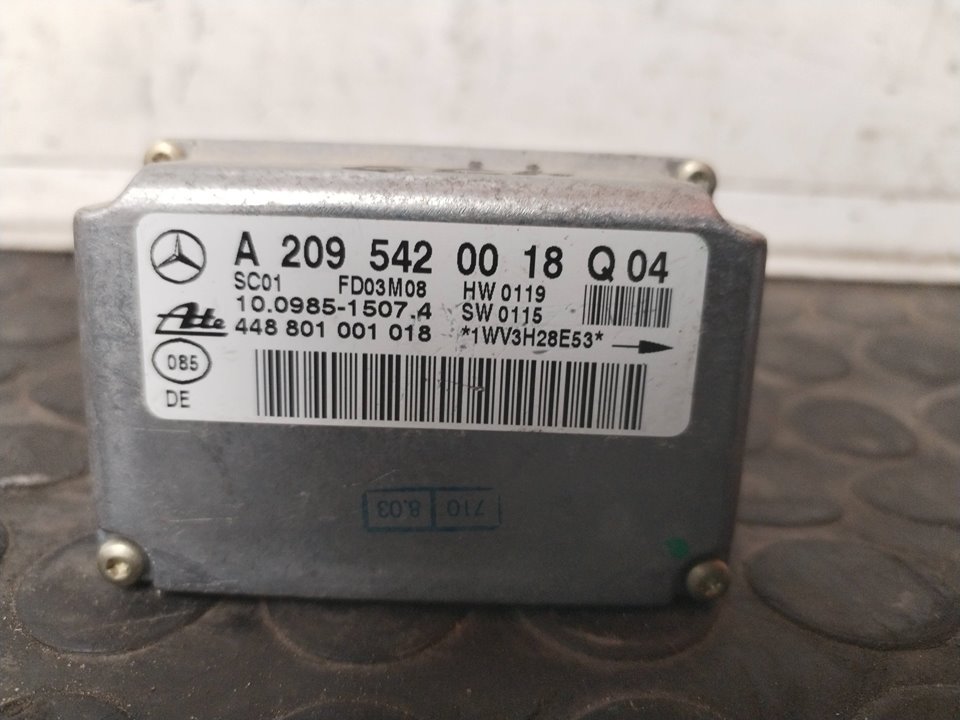 A 209 542 00 18 Q 04
SC01 FD03M08 HW 0119
10.0985-1507.4 SW 0115
Ate 448 801 001 018 *1WV3H28E53*
085
DE
710 8.03